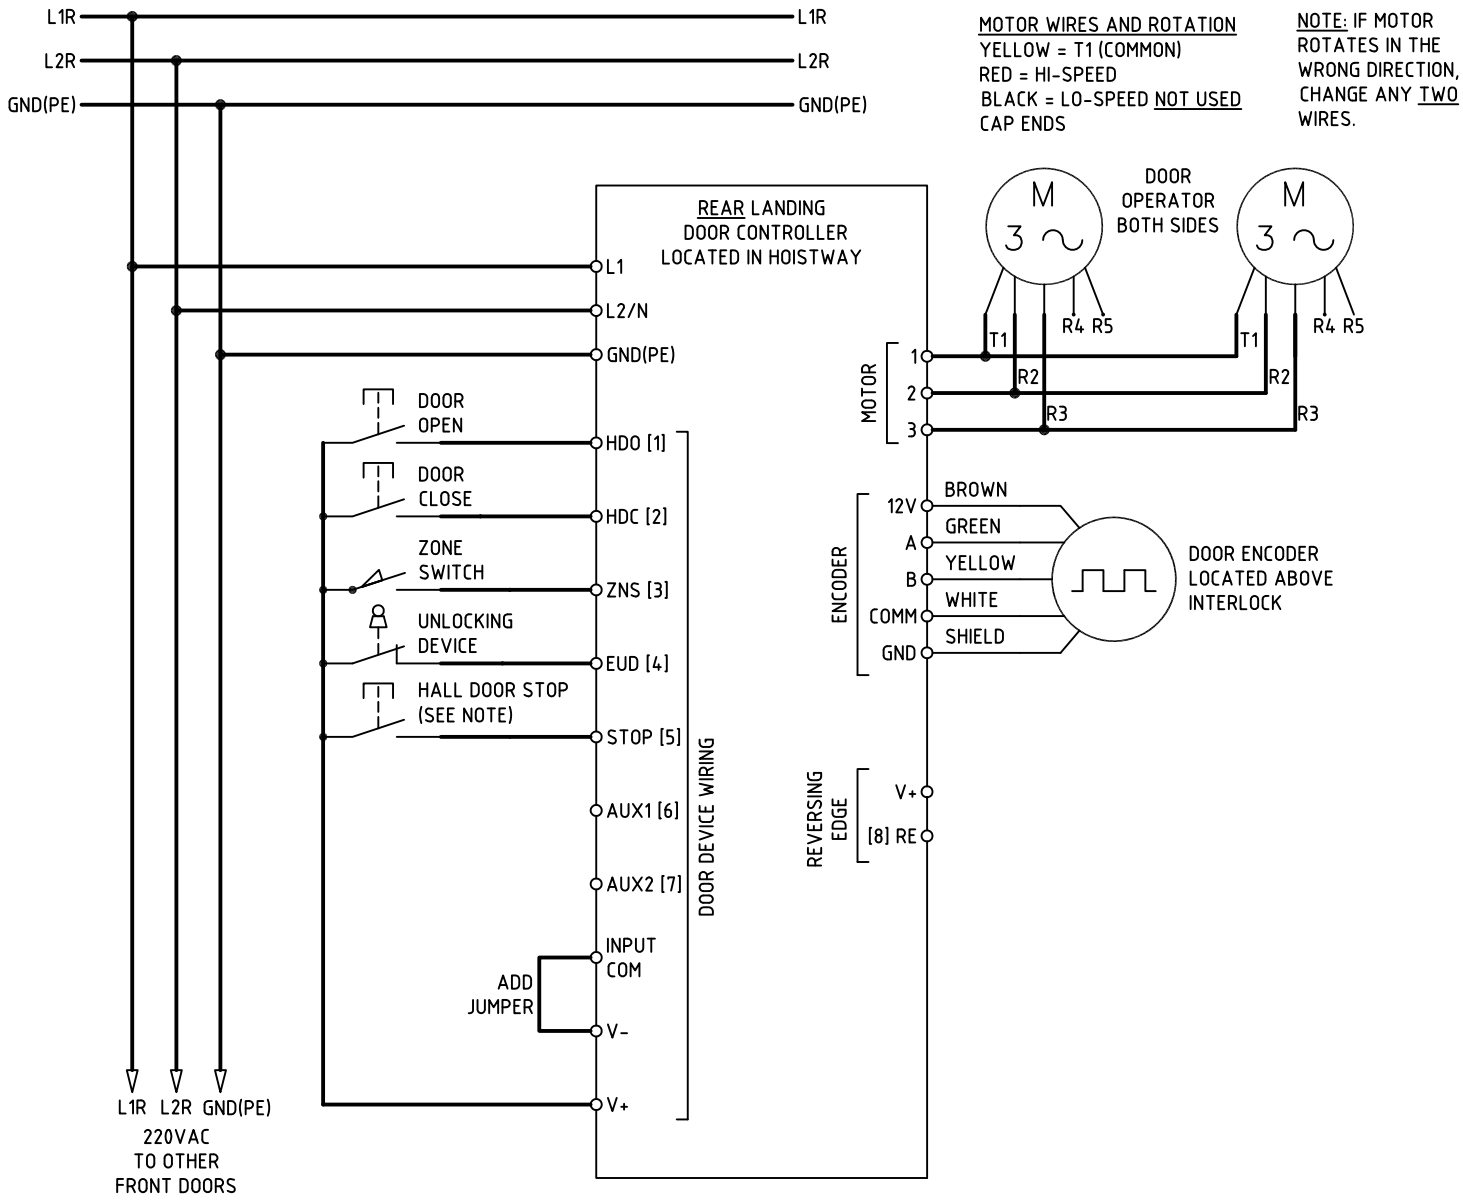 L1R
L1R
L2R
L2R
GND(PE)
GND(PE)
MOTOR WIRES AND ROTATION
YELLOW = T1 (COMMON)
RED = HI-SPEED
BLACK = LO-SPEED NOT USED
CAP ENDS
NOTE: IF MOTOR
ROTATES IN THE
WRONG DIRECTION,
CHANGE ANY TWO
WIRES.
REAR LANDING
DOOR CONTROLLER
LOCATED IN HOISTWAY
M
3
DOOR
OPERATOR
BOTH SIDES
M
3
L1
L2/N
GND(PE)
R4 R5
R4 R5
T1
T1
R2
R2
R3
R3
MOTOR
1
2
3
DOOR
OPEN
HDO [1]
DOOR
CLOSE
HDC [2]
ZONE
SWITCH
ZNS [3]
UNLOCKING
DEVICE
EUD [4]
HALL DOOR STOP
(SEE NOTE)
STOP [5]
AUX1 [6]
AUX2 [7]
INPUT
COM
ADD
JUMPER
V-
V+
DOOR DEVICE WIRING
ENCODER
12V
BROWN
A
GREEN
B
YELLOW
COMM
WHITE
GND
SHIELD
DOOR ENCODER
LOCATED ABOVE
INTERLOCK
REVERSING
EDGE
V+
[8] RE
L1R L2R GND(PE)
220VAC
TO OTHER
FRONT DOORS